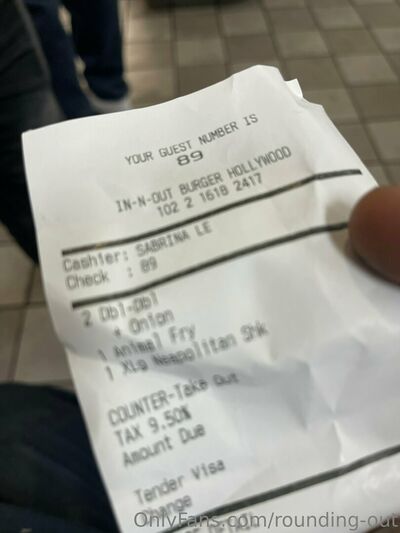 YOUR GUEST NUMBER IS
89
IN-N-OUT BURGER HOLLYWOOD
102 2 1618 2417
Cashier: SABRINA LE
Check : 89
2 Dbl-Dbl
+ Onion
1 Animal Fry
1 XLg Neapolitan Shk
COUNTER-Take Out
TAX 9.50%
Amount Due
Tender Visa
Change
OnlyFans.com/rounding-out